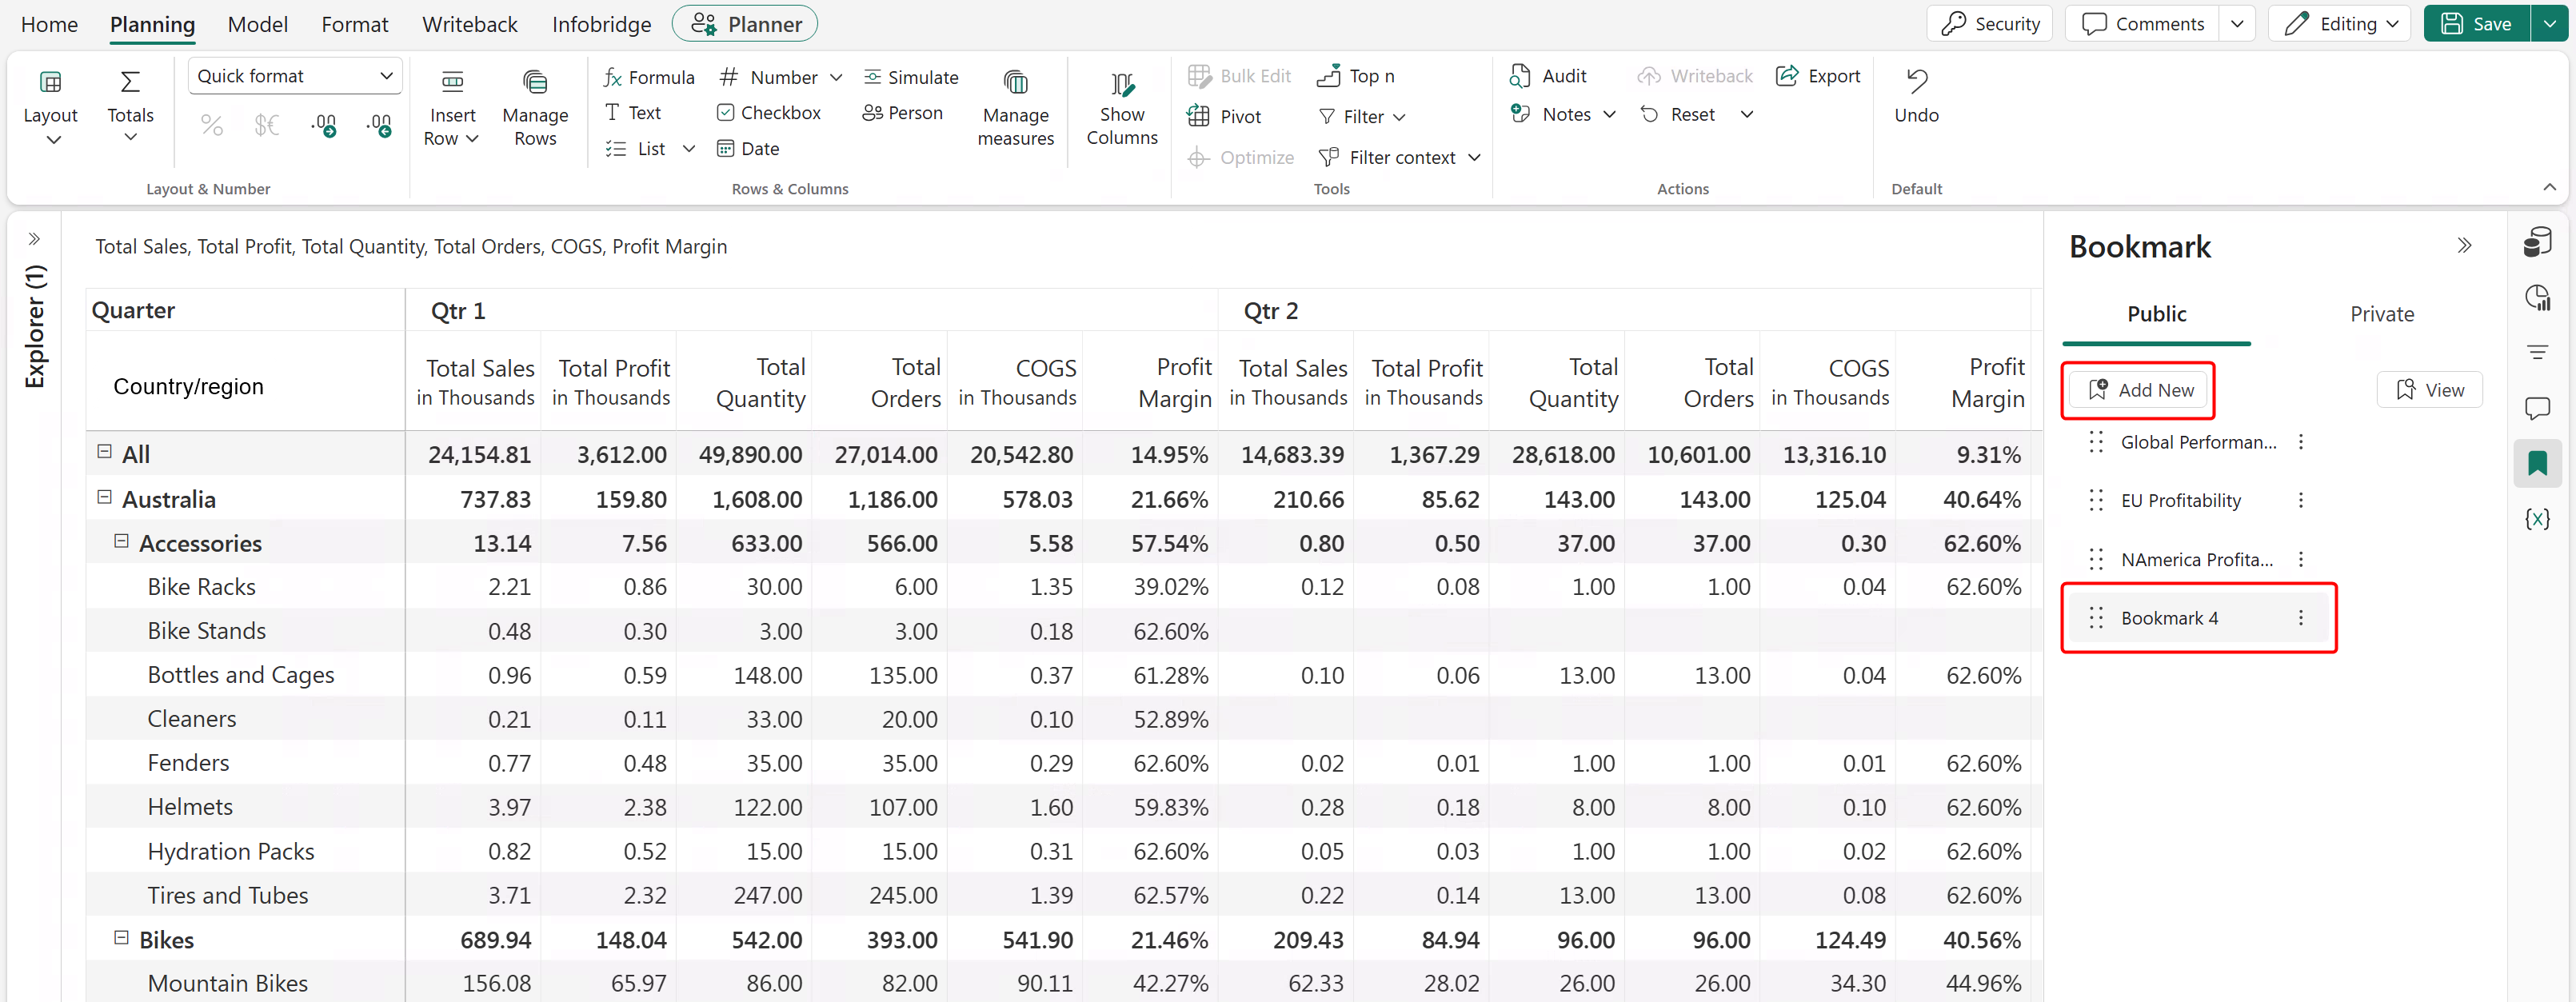 Home Planning Model Format Writeback Infobridge Planner Security Comments Editing Save
Layout Totals Quick format Insert Row Manage Rows
Formula Number Simulate
Text Checkbox Person
List Date
Manage measures
Show Columns
Bulk Edit Top n
Pivot Filter
Optimize Filter context
Audit Writeback Export
Notes Reset
Undo
Layout & Number Rows & Columns Tools Actions Default
Explorer (1)
Total Sales, Total Profit, Total Quantity, Total Orders, COGS, Profit Margin
Quarter Qtr 1 Qtr 2
Country/region Total Sales in Thousands Total Profit in Thousands Total Quantity Total Orders COGS in Thousands Profit Margin Total Sales in Thousands Total Profit in Thousands Total Quantity Total Orders COGS in Thousands Profit Margin
All 24,154.81 3,612.00 49,890.00 27,014.00 20,542.80 14.95% 14,683.39 1,367.29 28,618.00 10,601.00 13,316.10 9.31%
Australia 737.83 159.80 1,608.00 1,186.00 578.03 21.66% 210.66 85.62 143.00 143.00 125.04 40.64%
Accessories 13.14 7.56 633.00 566.00 5.58 57.54% 0.80 0.50 37.00 37.00 0.30 62.60%
Bike Racks 2.21 0.86 30.00 6.00 1.35 39.02% 0.12 0.08 1.00 1.00 0.04 62.60%
Bike Stands 0.48 0.30 3.00 3.00 0.18 62.60%
Bottles and Cages 0.96 0.59 148.00 135.00 0.37 61.28% 0.10 0.06 13.00 13.00 0.04 62.60%
Cleaners 0.21 0.11 33.00 20.00 0.10 52.89%
Fenders 0.77 0.48 35.00 35.00 0.29 62.60% 0.02 0.01 1.00 1.00 0.01 62.60%
Helmets 3.97 2.38 122.00 107.00 1.60 59.83% 0.28 0.18 8.00 8.00 0.10 62.60%
Hydration Packs 0.82 0.52 15.00 15.00 0.31 62.60% 0.05 0.03 1.00 1.00 0.02 62.60%
Tires and Tubes 3.71 2.32 247.00 245.00 1.39 62.57% 0.22 0.14 13.00 13.00 0.08 62.60%
Bikes 689.94 148.04 542.00 393.00 541.90 21.46% 209.43 84.94 96.00 96.00 124.49 40.56%
Mountain Bikes 156.08 65.97 86.00 82.00 90.11 42.27% 62.33 28.02 26.00 26.00 34.30 44.96%
Bookmark
Public Private
Add New View
Global Performan...
EU Profitability
NAmerica Profita...
Bookmark 4